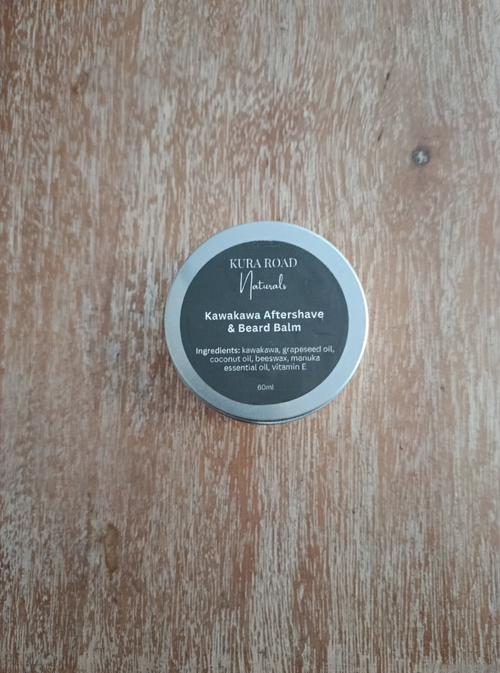 KURA ROAD
Naturals
Kawakawa Aftershave
& Beard Balm
Ingredients: kawakawa, grapeseed oil,
coconut oil, beeswax, manuka
essential oil, vitamin E
60ml